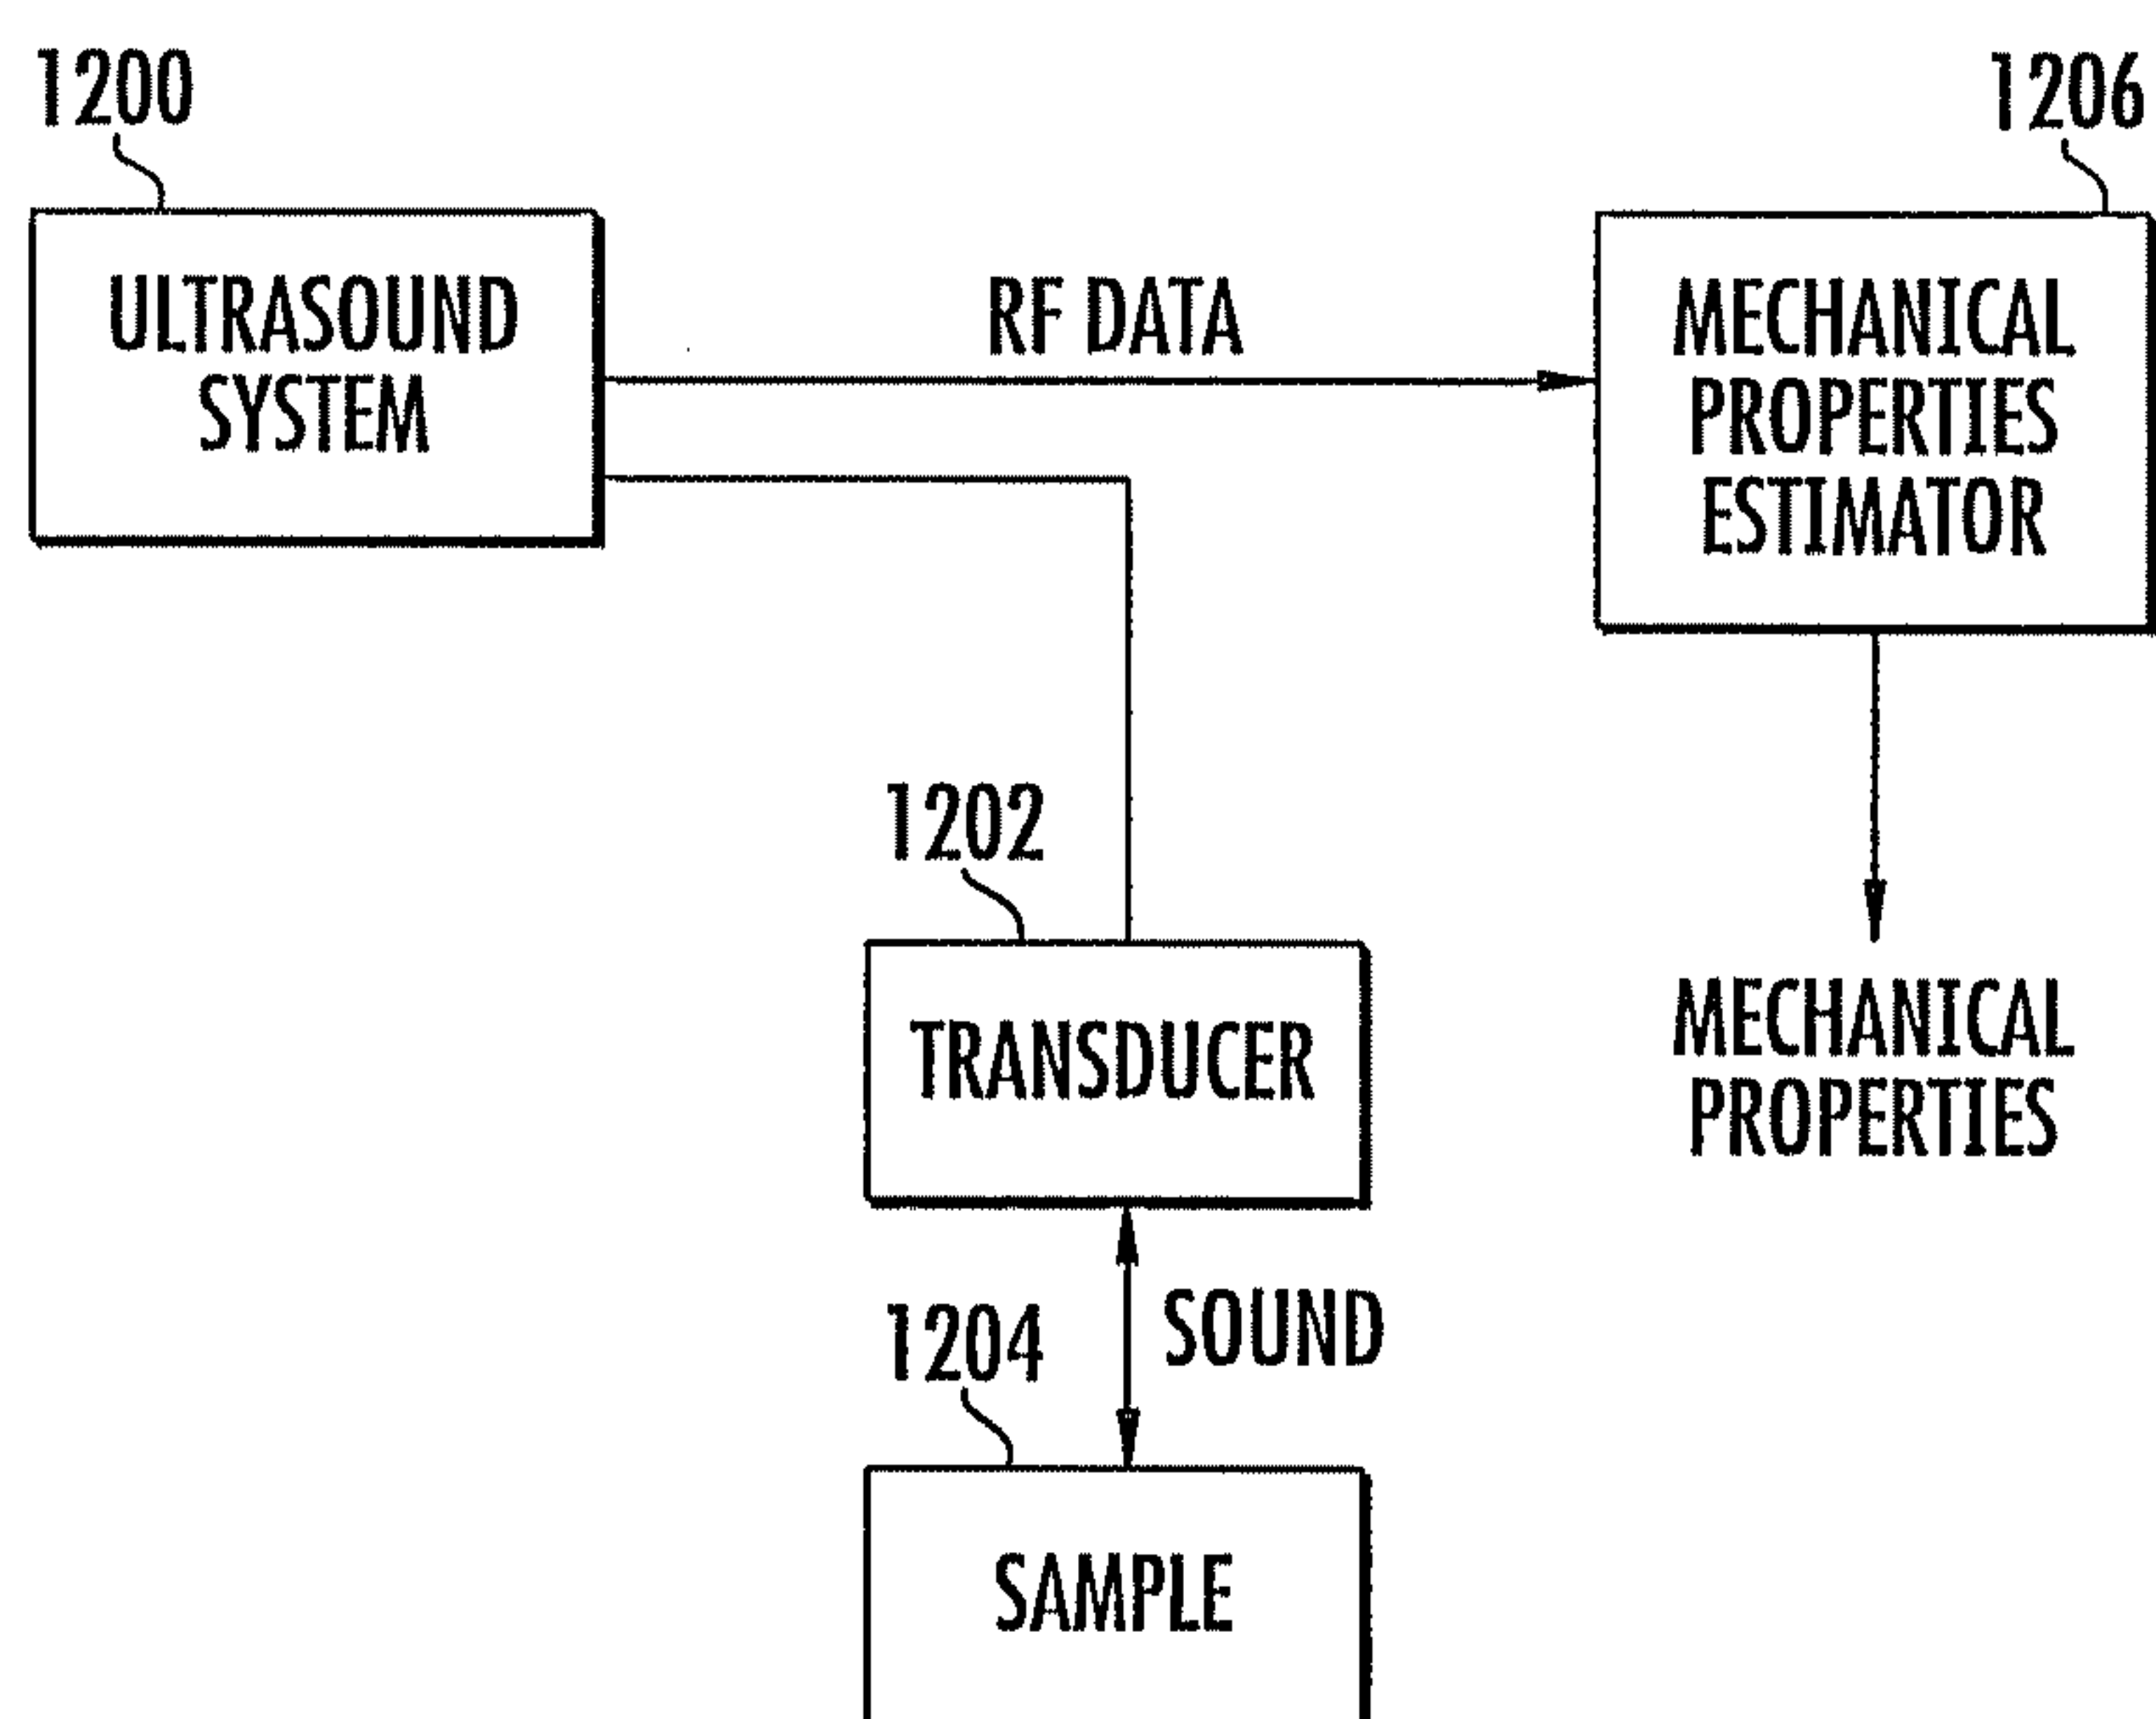 1200
ULTRASOUND
SYSTEM
RF DATA
1206
MECHANICAL
PROPERTIES
ESTIMATOR
1202
TRANSDUCER
MECHANICAL
PROPERTIES
SOUND
1204
SAMPLE